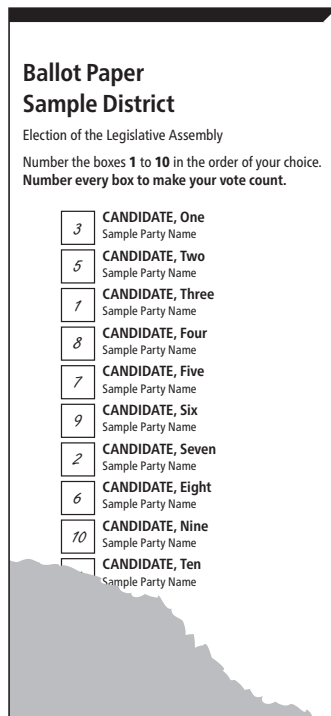 Ballot Paper
Sample District
Election of the Legislative Assembly
Number the boxes 1 to 10 in the order of your choice.
Number every box to make your vote count.
3 CANDIDATE, One
Sample Party Name
5 CANDIDATE, Two
Sample Party Name
1 CANDIDATE, Three
Sample Party Name
8 CANDIDATE, Four
Sample Party Name
7 CANDIDATE, Five
Sample Party Name
9 CANDIDATE, Six
Sample Party Name
2 CANDIDATE, Seven
Sample Party Name
6 CANDIDATE, Eight
Sample Party Name
10 CANDIDATE, Nine
Sample Party Name
CANDIDATE, Ten
Sample Party Name